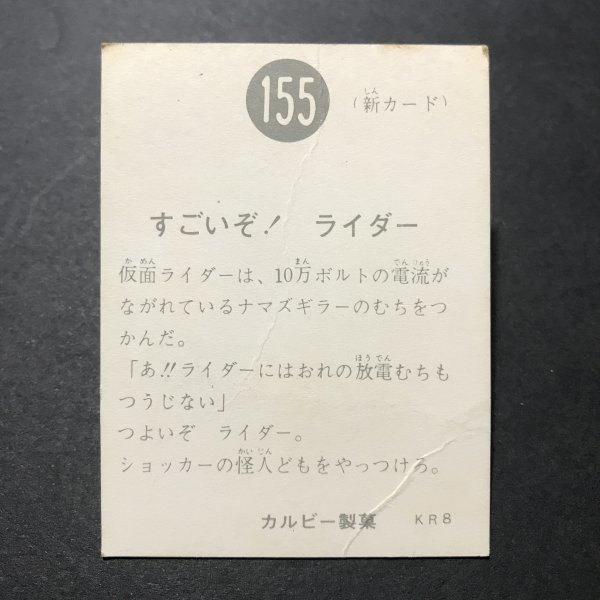 155
（新カード）
すごいぞ！　ライダー
仮面ライダーは、10万ボルトの電流が
ながれているナマズギラーのむちをつ
かんだ。
「あ!!ライダーにはおれの放電むちも
つうじない」
つよいぞ　ライダー。
ショッカーの怪人どもをやっつけろ。
カルビー製菓　KR8